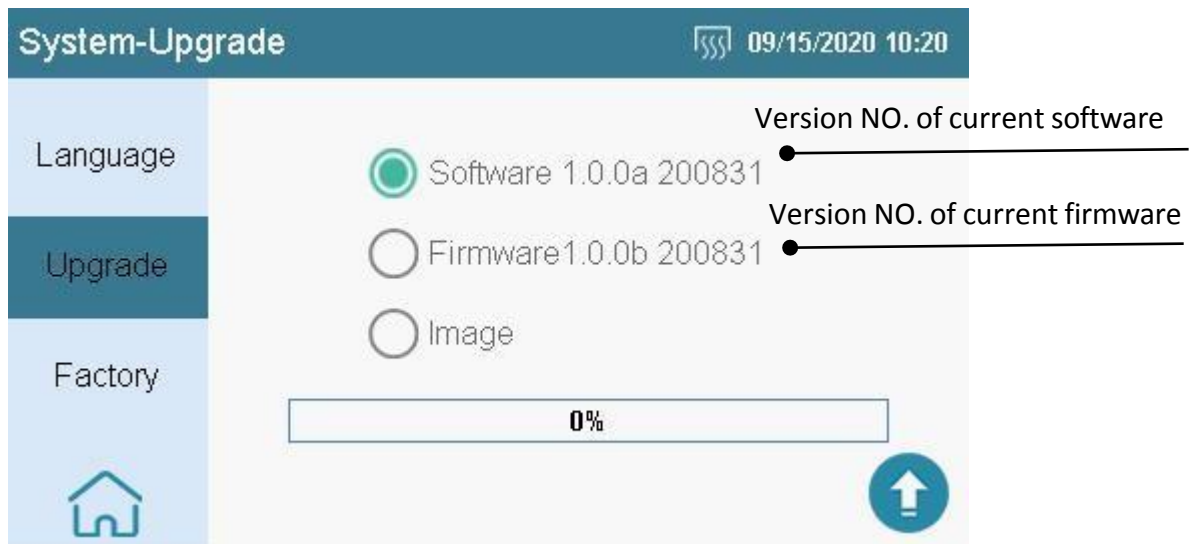 System-Upgrade 09/15/2020 10:20
Version NO. of current software
Language
Software 1.0.0a 200831
Version NO. of current firmware
Upgrade
Firmware1.0.0b 200831
Image
Factory
0%